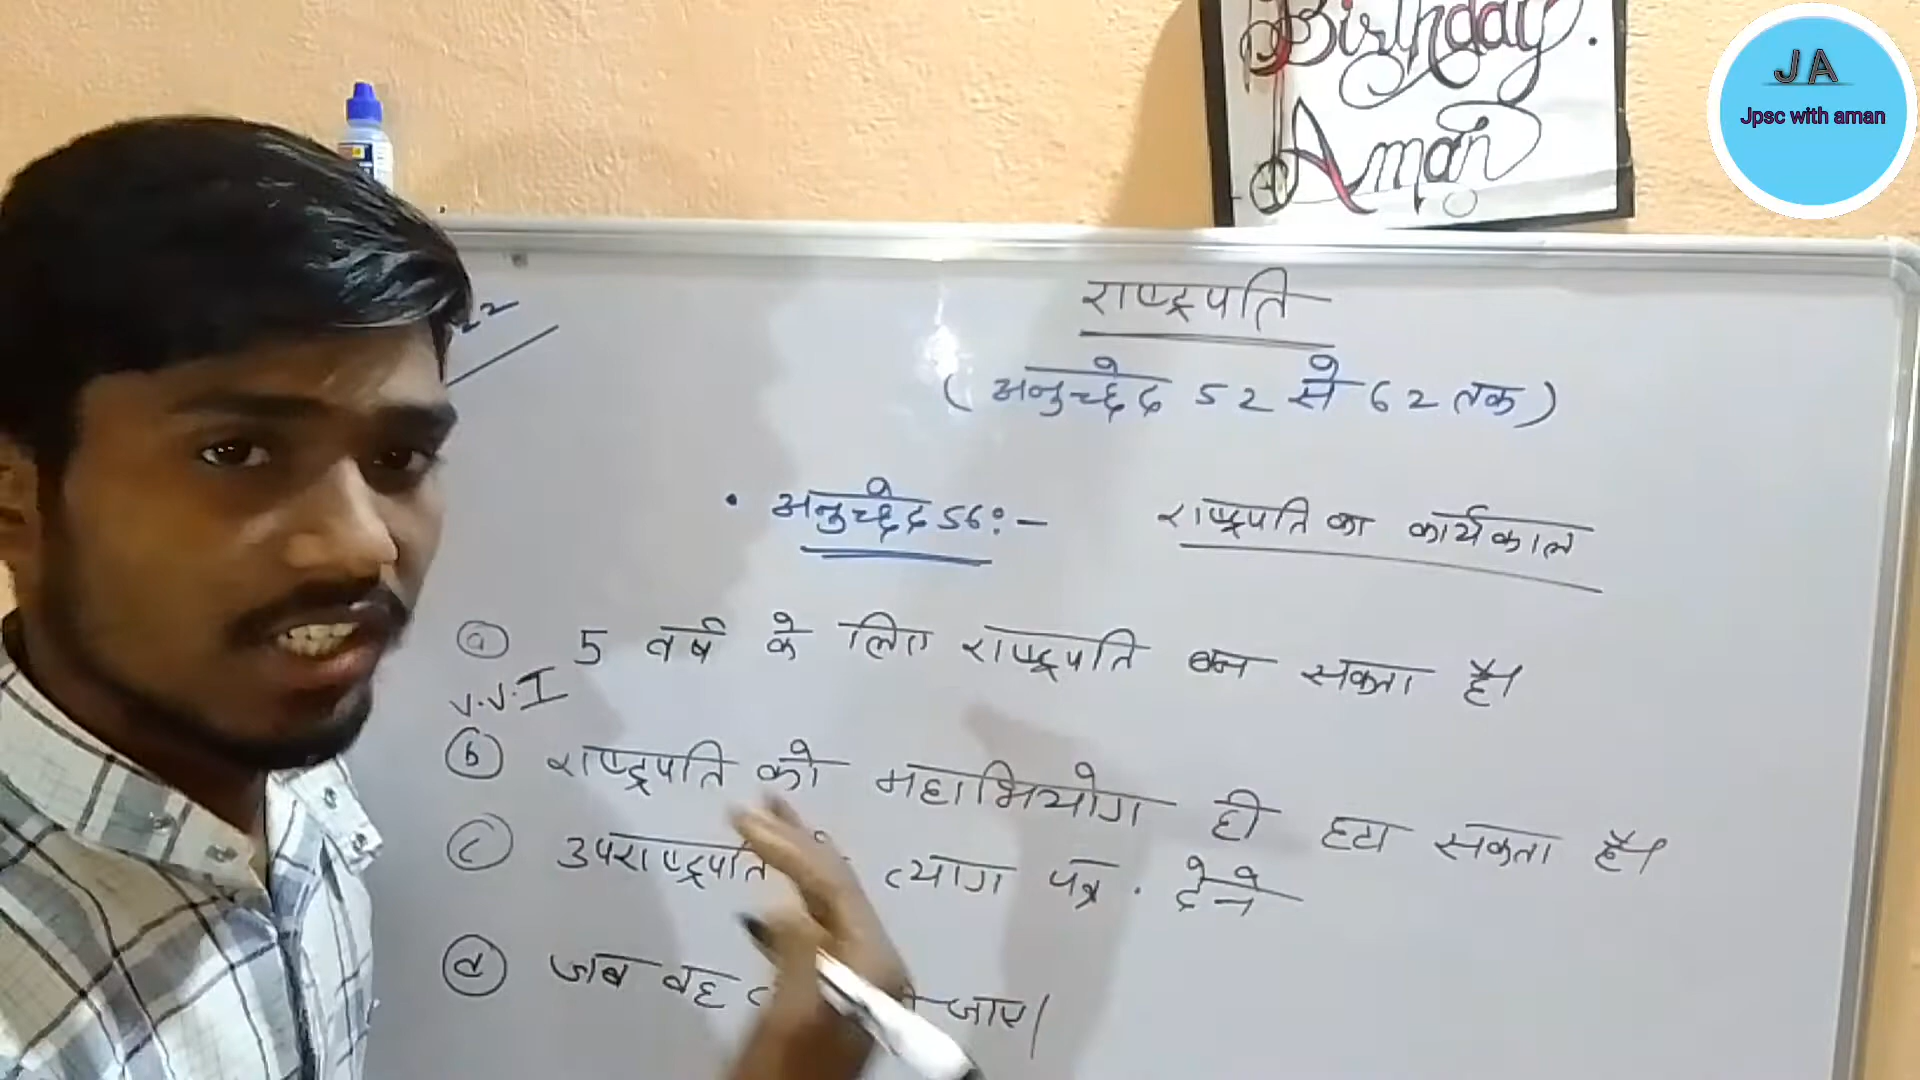 Birthday.
Aman
J A
Jpsc with aman
22
राष्ट्रपति
(अनुच्छेद 52 से 62 तक)
• अनुच्छेद 56:- राष्ट्रपति का कार्यकाल
a 5 वर्ष के लिए राष्ट्रपति बन सकता है।
V.V.I
b राष्ट्रपति को महाभियोग ही हटा सकता है।
c उपराष्ट्रपति त्याग पत्र. देने
d जब वह जाए।